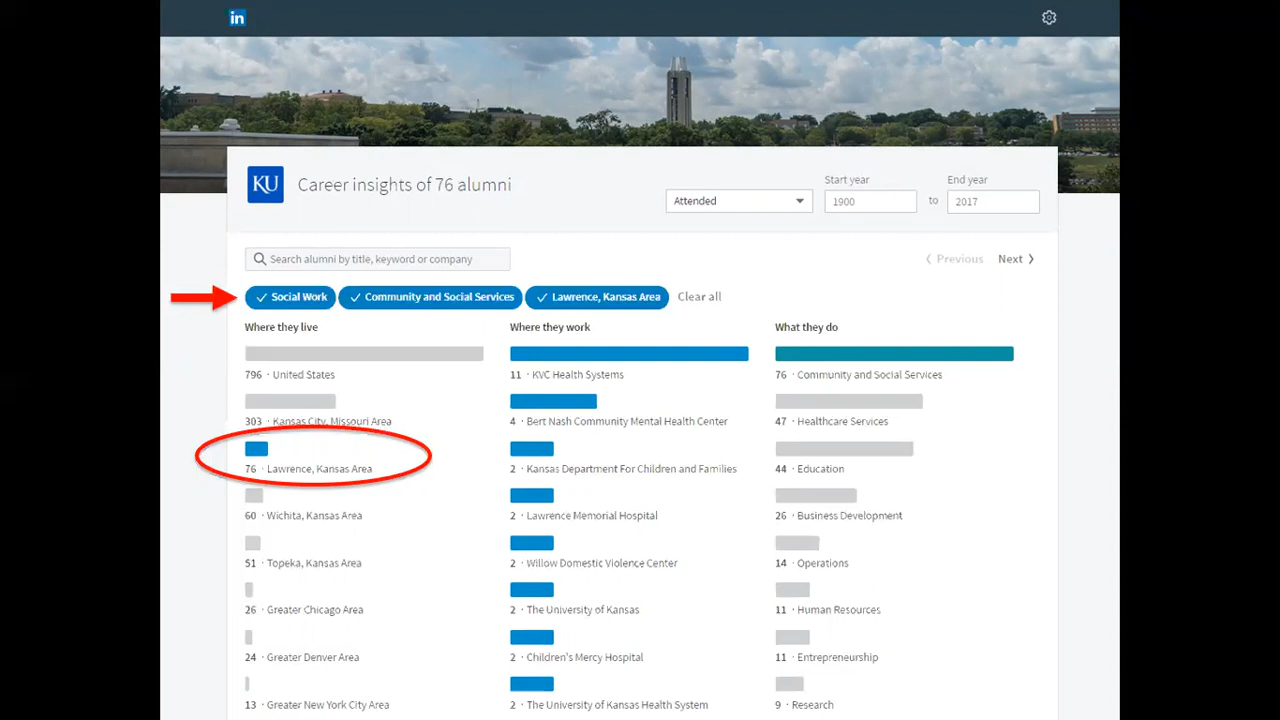 in
KU
Career insights of 76 alumni
Attended
Start year
1900
to
End year
2017
Search alumni by title, keyword or company
Previous
Next
Social Work
Community and Social Services
Lawrence, Kansas Area
Clear all
Where they live
796 · United States
303 · Kansas City, Missouri Area
76 · Lawrence, Kansas Area
60 · Wichita, Kansas Area
51 · Topeka, Kansas Area
26 · Greater Chicago Area
24 · Greater Denver Area
13 · Greater New York City Area
Where they work
11 · KVC Health Systems
4 · Bert Nash Community Mental Health Center
2 · Kansas Department For Children and Families
2 · Lawrence Memorial Hospital
2 · Willow Domestic Violence Center
2 · The University of Kansas
2 · Children's Mercy Hospital
2 · The University of Kansas Health System
What they do
76 · Community and Social Services
47 · Healthcare Services
44 · Education
26 · Business Development
14 · Operations
11 · Human Resources
11 · Entrepreneurship
9 · Research